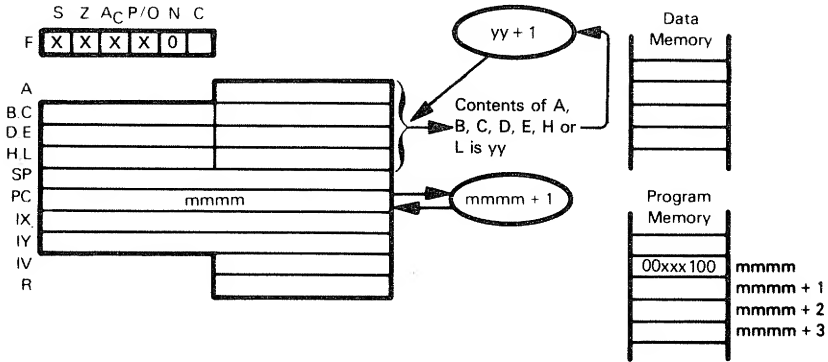 S Z AC P/O N C
F X X X X 0
A
B.C
D E
H.L
SP
PC mmmm
IX
IY
IV
R
yy + 1
Contents of A,
B, C, D, E, H or
L is yy
mmmm + 1
Data
Memory
Program
Memory
00xxx100 mmmm
mmmm + 1
mmmm + 2
mmmm + 3